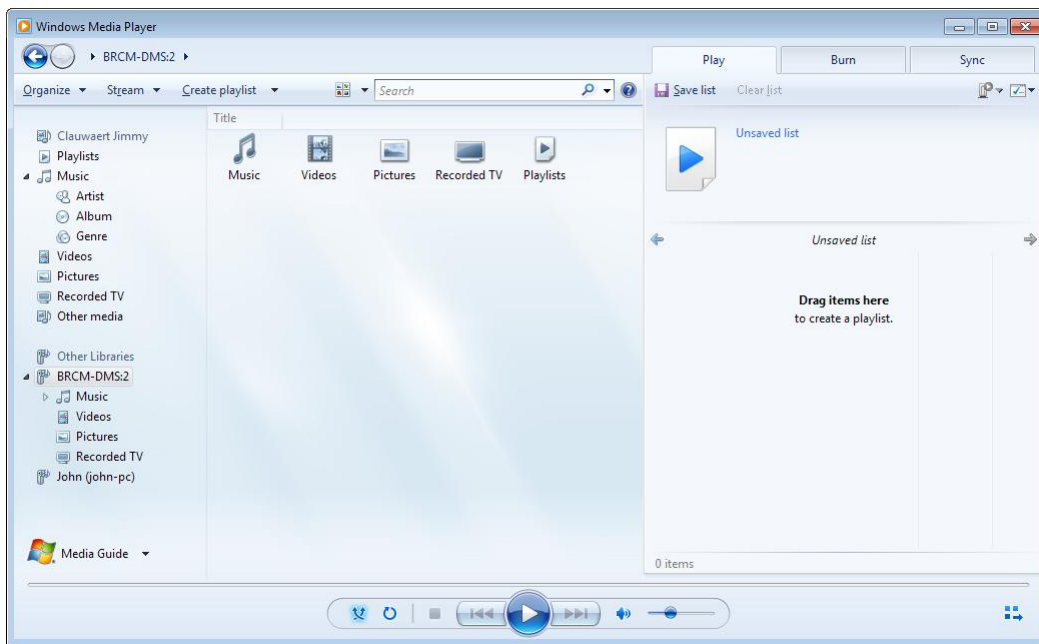 Windows Media Player
BRCM-DMS:2
Play
Burn
Sync
Organize
Stream
Create playlist
Search
Save list
Clear list
Clauwaert Jimmy
Playlists
Music
Artist
Album
Genre
Videos
Pictures
Recorded TV
Other media
Other Libraries
BRCM-DMS:2
Music
Videos
Pictures
Recorded TV
John (john-pc)
Media Guide
Title
Music
Videos
Pictures
Recorded TV
Playlists
Unsaved list
Unsaved list
Drag items here
to create a playlist.
0 items